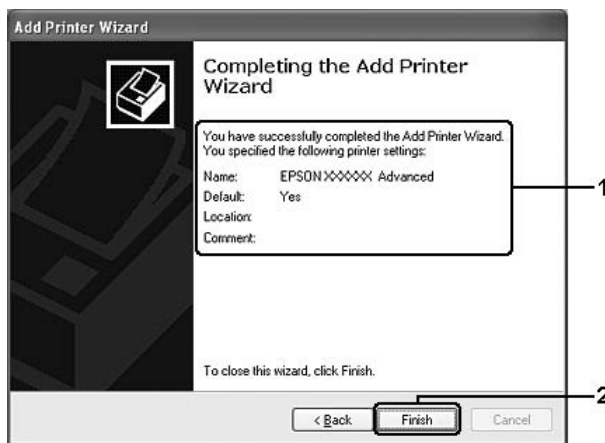 Add Printer Wizard
Completing the Add Printer
Wizard
You have successfully completed the Add Printer Wizard.
You specified the following printer settings:
Name: EPSON XXXXXX Advanced
Default: Yes
Location:
Comment:
1
To close this wizard, click Finish.
2
< Back Finish Cancel